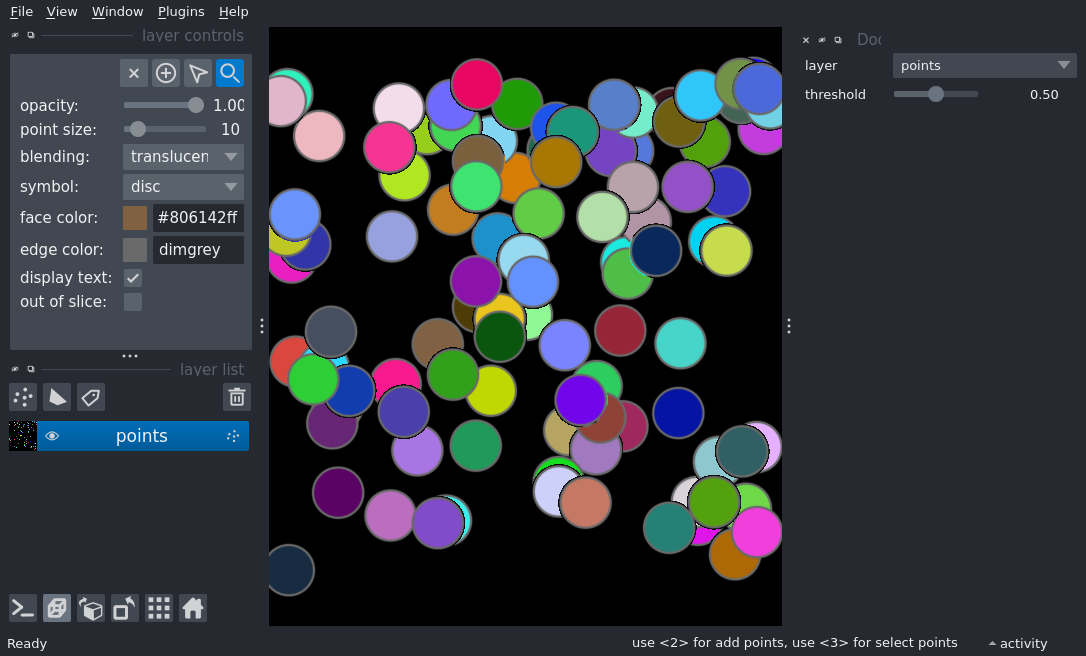 File View Window Plugins Help
layer controls
opacity: 1.00
point size: 10
blending: translucen
symbol: disc
face color: #806142ff
edge color: dimgrey
display text:
out of slice:
layer list
points
Doc
layer points
threshold 0.50
Ready
use <2> for add points, use <3> for select points
activity